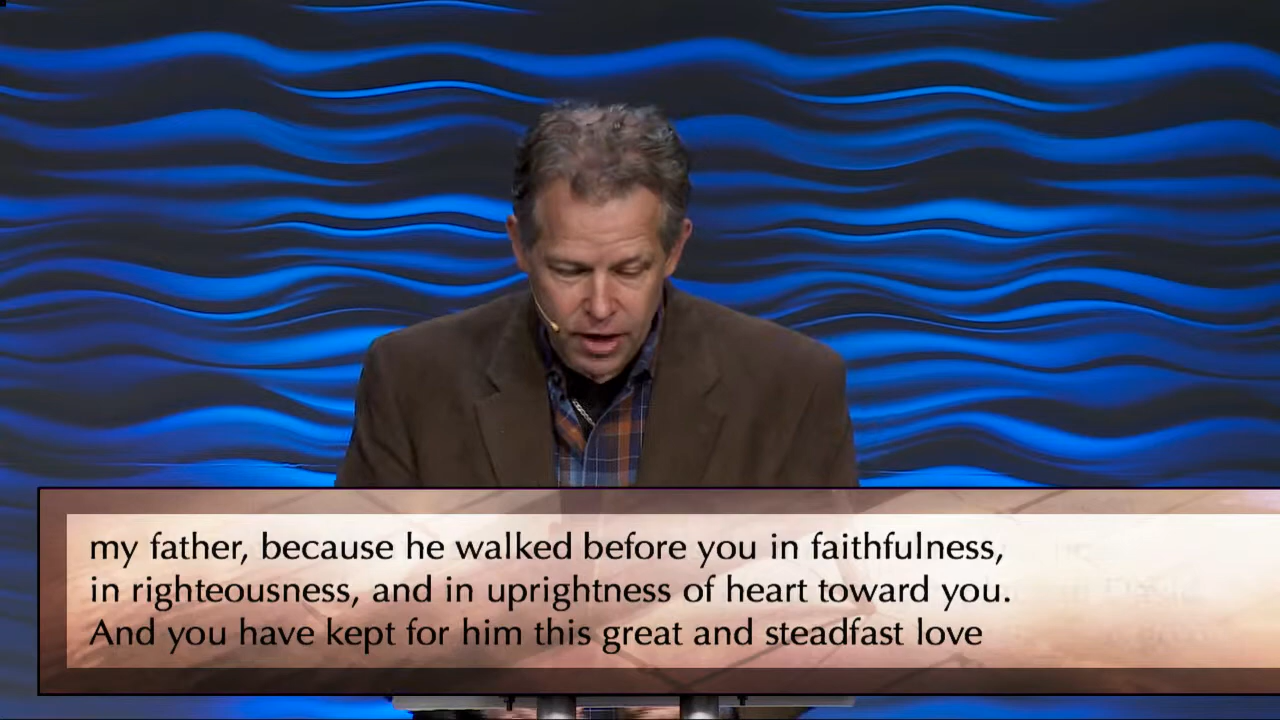 my father, because he walked before you in faithfulness,
in righteousness, and in uprightness of heart toward you.
And you have kept for him this great and steadfast love